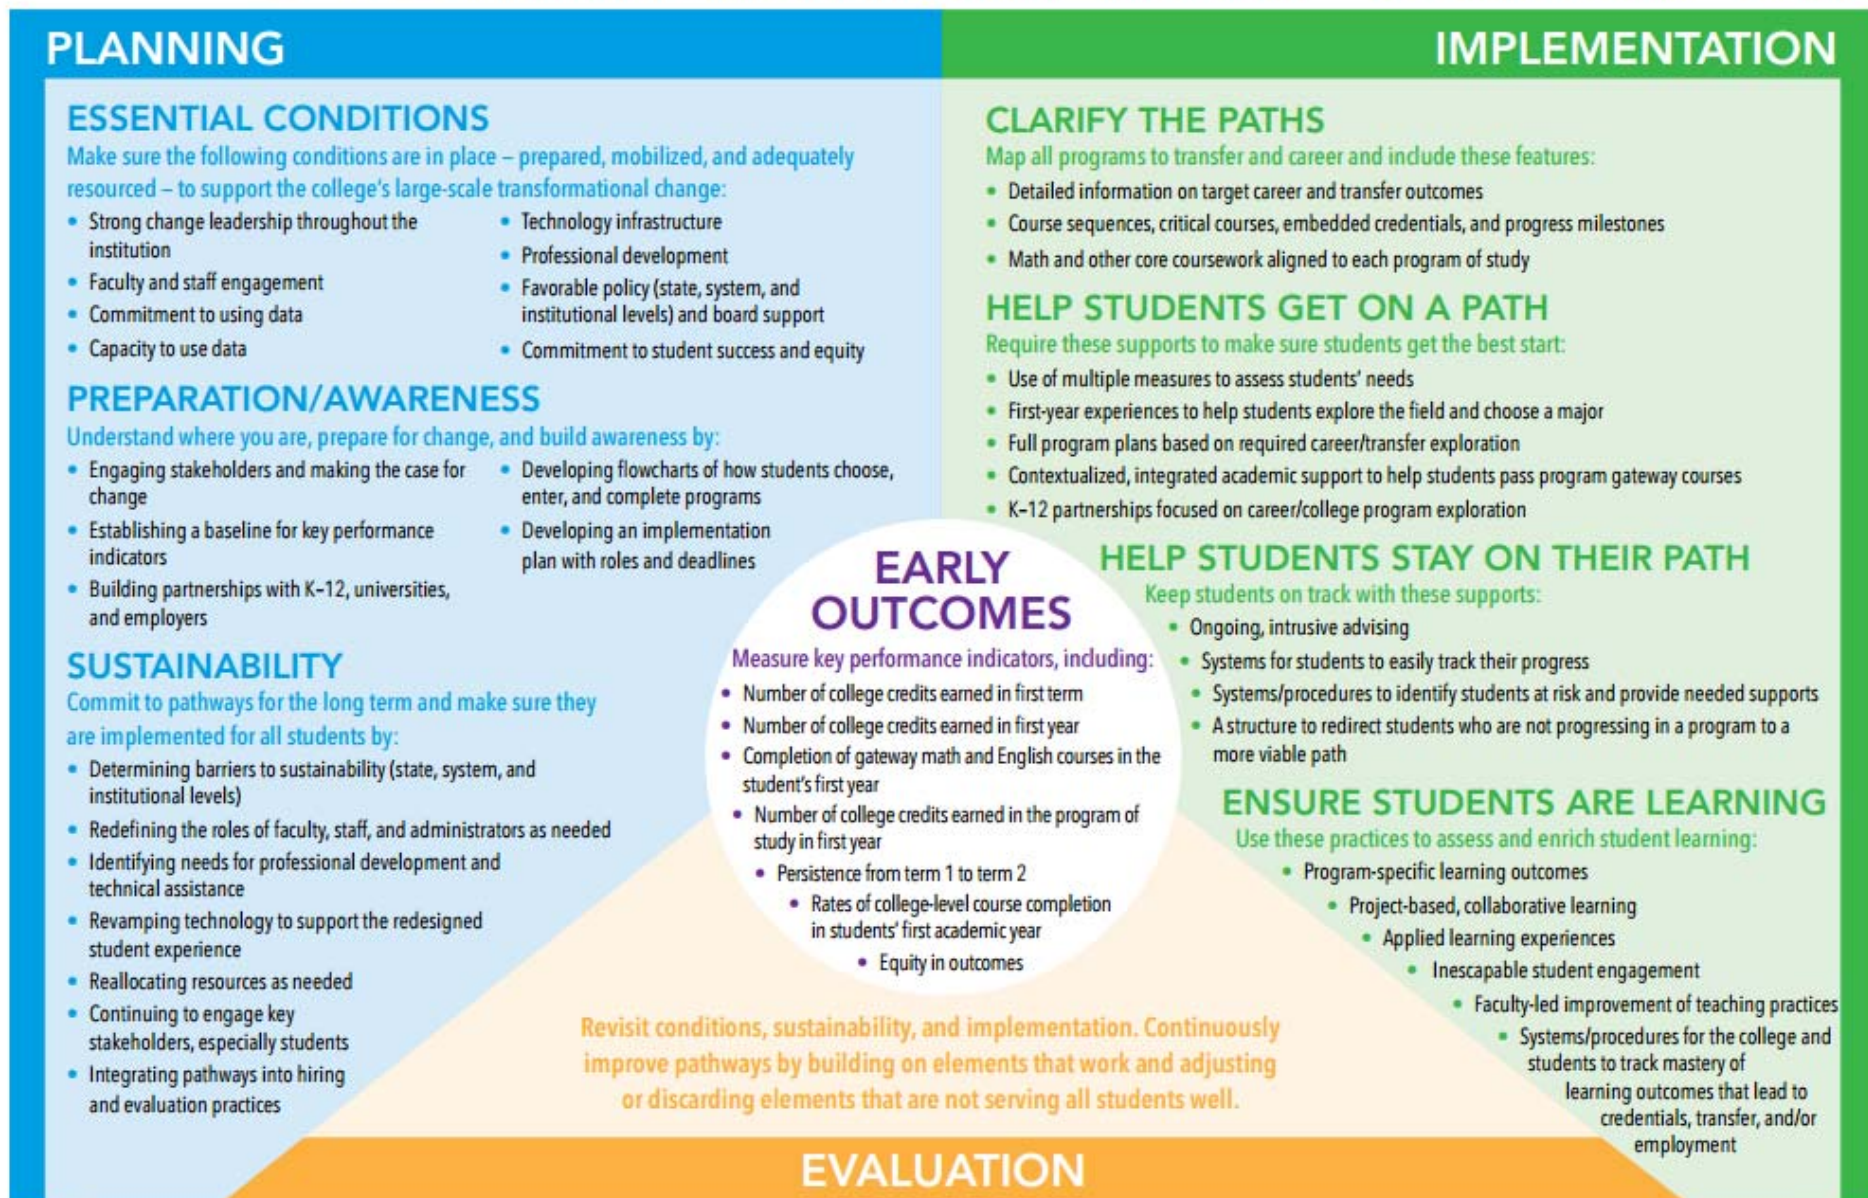 PLANNING
ESSENTIAL CONDITIONS
Make sure the following conditions are in place – prepared, mobilized, and adequately
resourced – to support the college's large-scale transformational change:
• Strong change leadership throughout the
institution
• Faculty and staff engagement
• Commitment to using data
• Capacity to use data
• Technology infrastructure
• Professional development
• Favorable policy (state, system, and
institutional levels) and board support
• Commitment to student success and equity
PREPARATION/AWARENESS
Understand where you are, prepare for change, and build awareness by:
• Engaging stakeholders and making the case for
change
• Establishing a baseline for key performance
indicators
• Building partnerships with K–12, universities,
and employers
• Developing flowcharts of how students choose,
enter, and complete programs
• Developing an implementation
plan with roles and deadlines
SUSTAINABILITY
Commit to pathways for the long term and make sure they
are implemented for all students by:
• Determining barriers to sustainability (state, system, and
institutional levels)
• Redefining the roles of faculty, staff, and administrators as needed
• Identifying needs for professional development and
technical assistance
• Revamping technology to support the redesigned
student experience
• Reallocating resources as needed
• Continuing to engage key
stakeholders, especially students
• Integrating pathways into hiring
and evaluation practices
IMPLEMENTATION
CLARIFY THE PATHS
Map all programs to transfer and career and include these features:
• Detailed information on target career and transfer outcomes
• Course sequences, critical courses, embedded credentials, and progress milestones
• Math and other core coursework aligned to each program of study
HELP STUDENTS GET ON A PATH
Require these supports to make sure students get the best start:
• Use of multiple measures to assess students' needs
• First-year experiences to help students explore the field and choose a major
• Full program plans based on required career/transfer exploration
• Contextualized, integrated academic support to help students pass program gateway courses
• K–12 partnerships focused on career/college program exploration
HELP STUDENTS STAY ON THEIR PATH
Keep students on track with these supports:
• Ongoing, intrusive advising
• Systems for students to easily track their progress
• Systems/procedures to identify students at risk and provide needed supports
• A structure to redirect students who are not progressing in a program to a
more viable path
ENSURE STUDENTS ARE LEARNING
Use these practices to assess and enrich student learning:
• Program-specific learning outcomes
• Project-based, collaborative learning
• Applied learning experiences
• Inescapable student engagement
• Faculty-led improvement of teaching practices
• Systems/procedures for the college and
students to track mastery of
learning outcomes that lead to
credentials, transfer, and/or
employment
EARLY
OUTCOMES
Measure key performance indicators, including:
• Number of college credits earned in first term
• Number of college credits earned in first year
• Completion of gateway math and English courses in the
student's first year
• Number of college credits earned in the program of
study in first year
• Persistence from term 1 to term 2
• Rates of college-level course completion
in students' first academic year
• Equity in outcomes
Revisit conditions, sustainability, and implementation. Continuously
improve pathways by building on elements that work and adjusting
or discarding elements that are not serving all students well.
EVALUATION